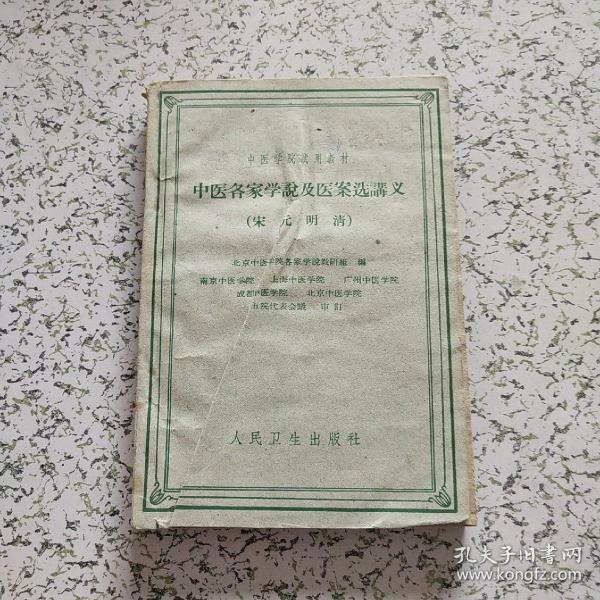 中医学院试用教材
中医各家学說及医案选講义
(宋元明清)
北京中医学院各家学說教研組 編
南京中医学院 上海中医学院 广州中医学院
成都中医学院 北京中医学院
五院代表会議 审訂
人民卫生出版社
孔夫子旧書网
www.kongfz.com